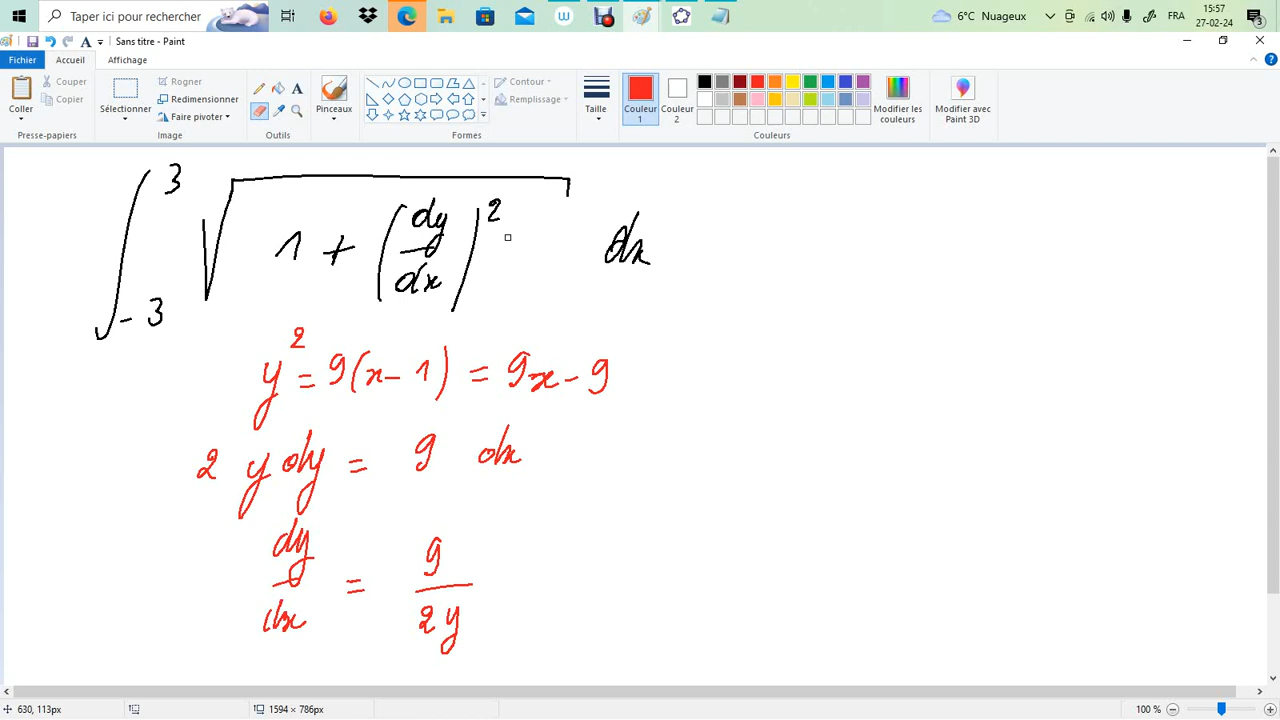 Taper ici pour rechercher
6°C Nuageux
FRA
15:57
27-02-24
3
Sans titre - Paint
Fichier Accueil Affichage
Coller
Couper
Copier
Presse-papiers
Sélectionner
Rogner
Redimensionner
Faire pivoter
Image
A
Outils
Pinceaux
Contour
Remplissage
Formes
Taille
Couleur 1
Couleur 2
Modifier les couleurs
Modifier avec Paint 3D
Couleurs
∫_{-3}^{3} √(1 + (dy/dx)^2) dx
y^2 = 9(x - 1) = 9x - 9
2 y dy = 9 dx
dy/dx = 9/(2y)
630, 113px
1594 × 786px
100 %